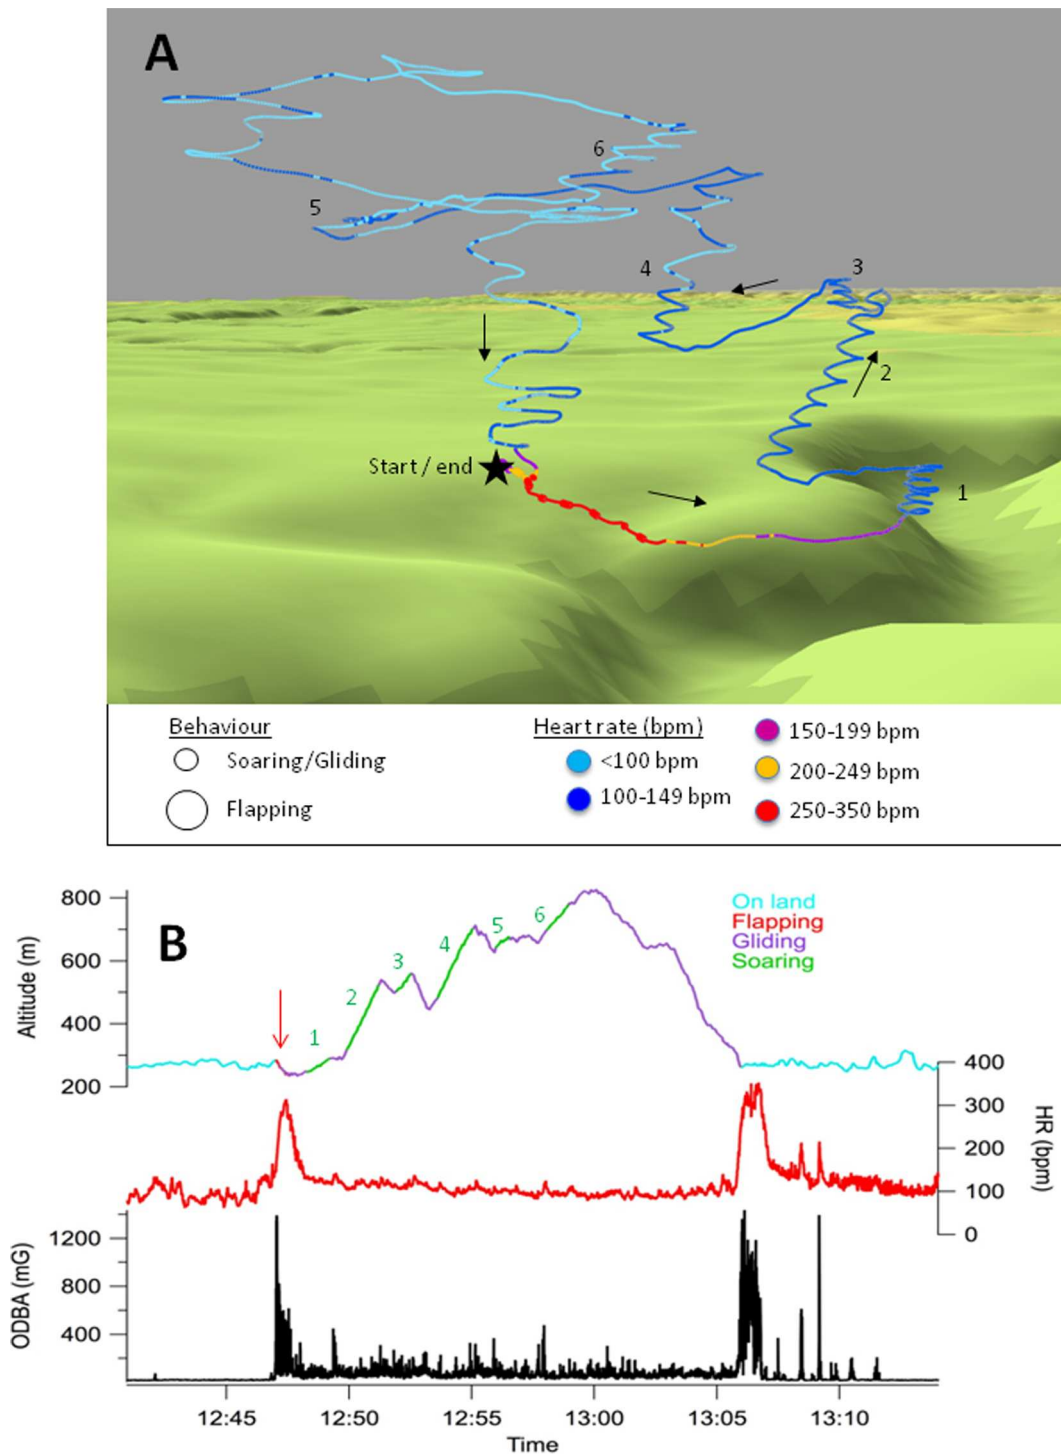 A
6
5
4
3
2
Start / end
1
Behaviour
Soaring/Gliding
Flapping
Heart rate (bpm)
<100 bpm
100-149 bpm
150-199 bpm
200-249 bpm
250-350 bpm
B
Altitude (m)
800
600
400
200
1
2
3
4
5
6
On land
Flapping
Gliding
Soaring
400
300
200
100
0
HR (bpm)
ODBA (mG)
1200
800
400
12:45
12:50
12:55
13:00
13:05
13:10
Time